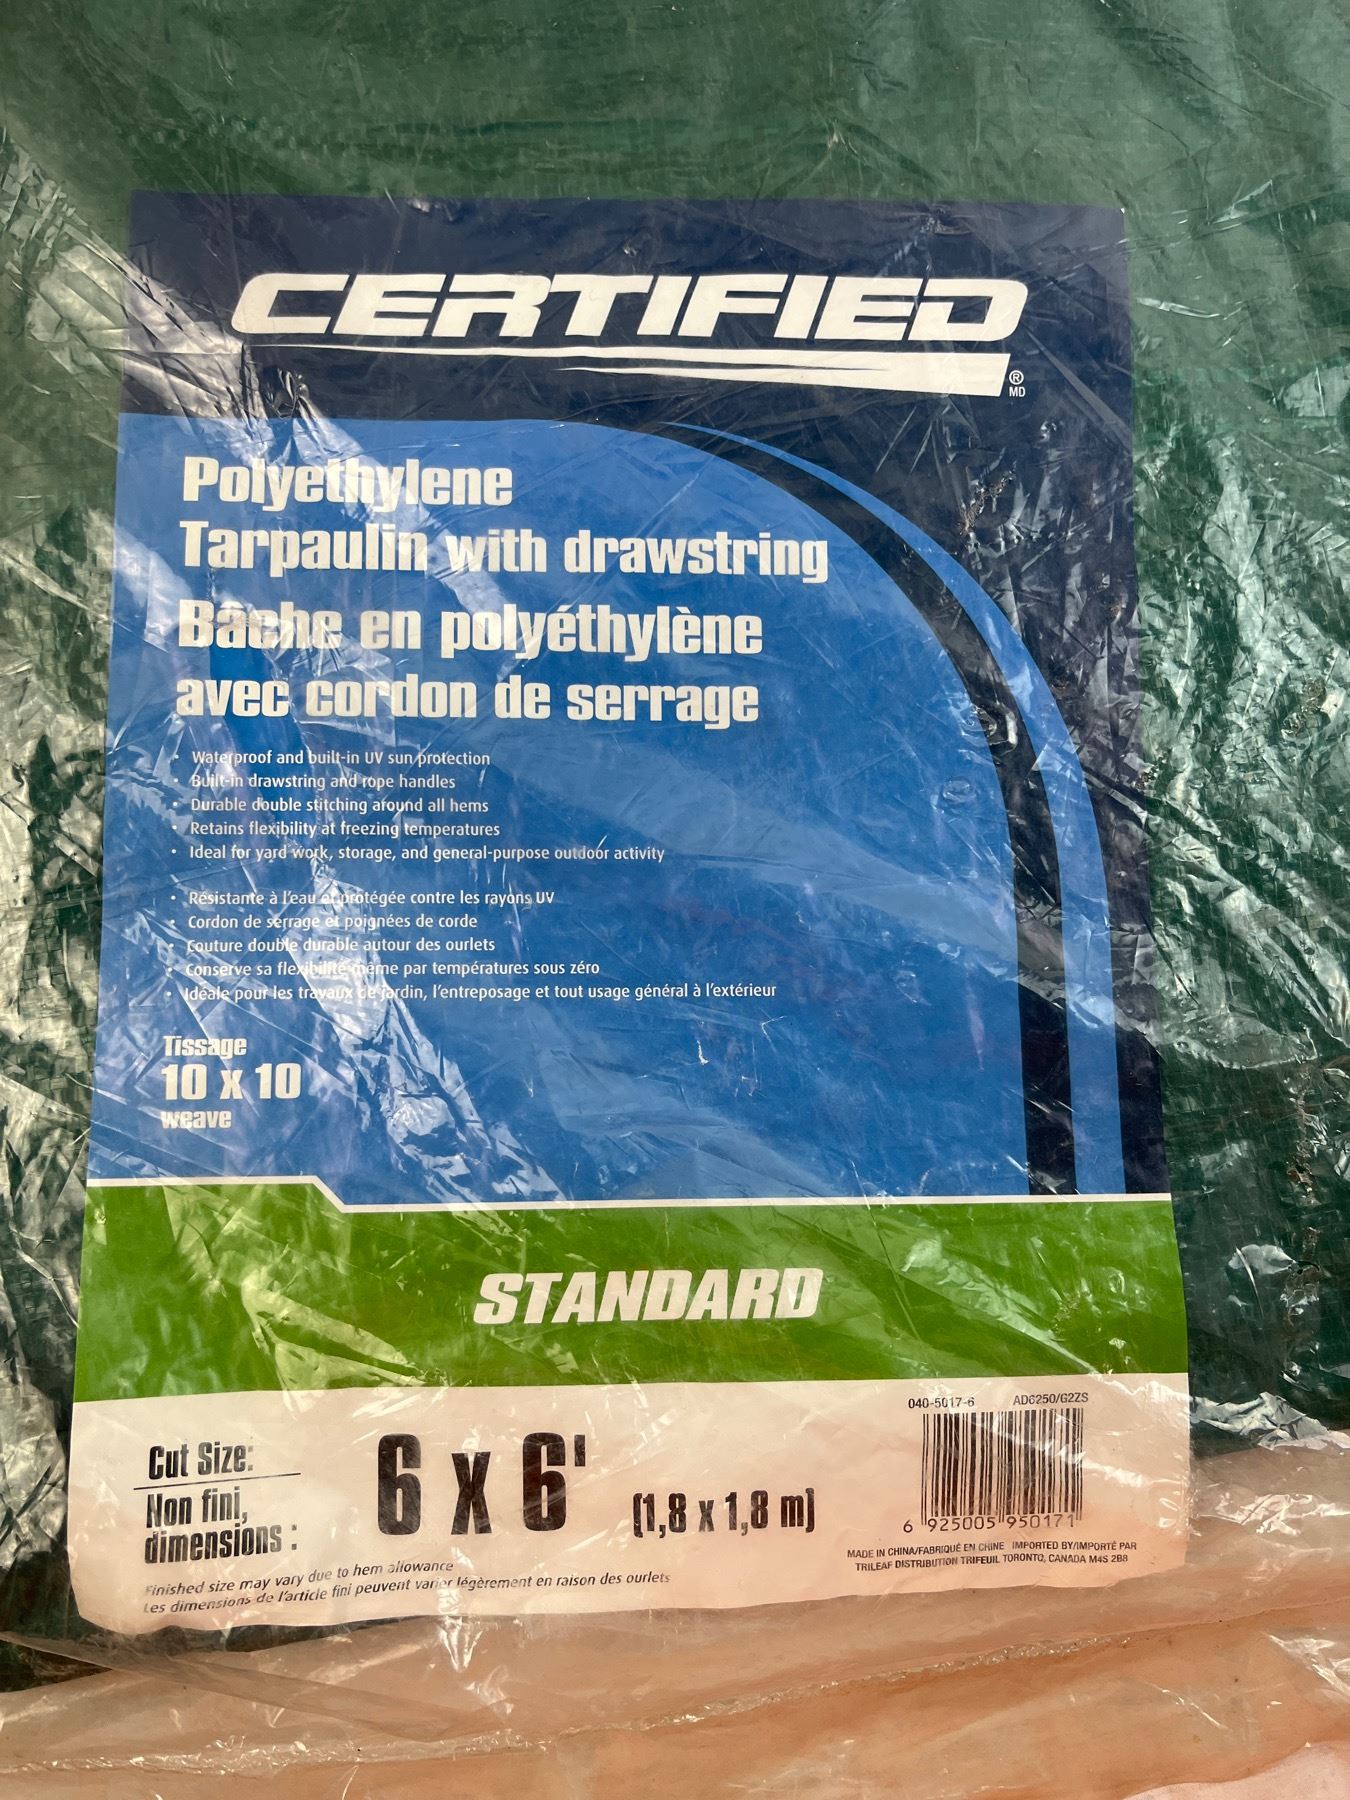 CERTIFIED
®
MD
Polyethylene
Tarpaulin with drawstring
Bâche en polyéthylène
avec cordon de serrage
• Waterproof and built-in UV sun protection
• Built-in drawstring and rope handles
• Durable double stitching around all hems
• Retains flexibility at freezing temperatures
• Ideal for yard work, storage, and general-purpose outdoor activity
• Résistante à l'eau et protégée contre les rayons UV
• Cordon de serrage et poignées de corde
• Couture double durable autour des ourlets
• Conserve sa flexibilité même par températures sous zéro
• Idéale pour les travaux de jardin, l'entreposage et tout usage général à l'extérieur
Tissage
10 x 10
weave
STANDARD
Cut Size:
Non fini,
dimensions :
6 x 6'
(1,8 x 1,8 m)
040-5017-6 AD6250/G2ZS
6 925005 950171
MADE IN CHINA/FABRIQUÉ EN CHINE IMPORTED BY/IMPORTÉ PAR
TRILEAF DISTRIBUTION TRIFEUIL TORONTO, CANADA M4S 2B8
Finished size may vary due to hem allowance
Les dimensions de l'article fini peuvent varier légèrement en raison des ourlets